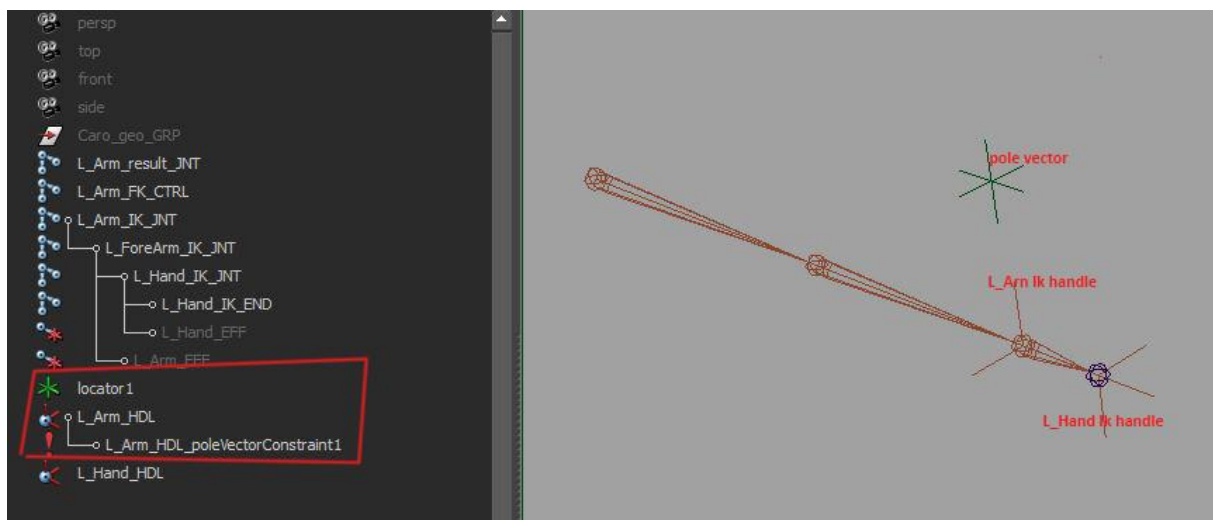 persp
top
front
side
Caro_geo_GRP
L_Arm_result_JNT
L_Arm_FK_CTRL
L_Arm_IK_JNT
L_ForeArm_IK_JNT
L_Hand_IK_JNT
L_Hand_IK_END
L_Hand_EFF
L_Arm_EFF
locator1
L_Arm_HDL
L_Arm_HDL_poleVectorConstraint1
L_Hand_HDL
pole vector
L_Arn Ik handle
L_Hand Ik handle